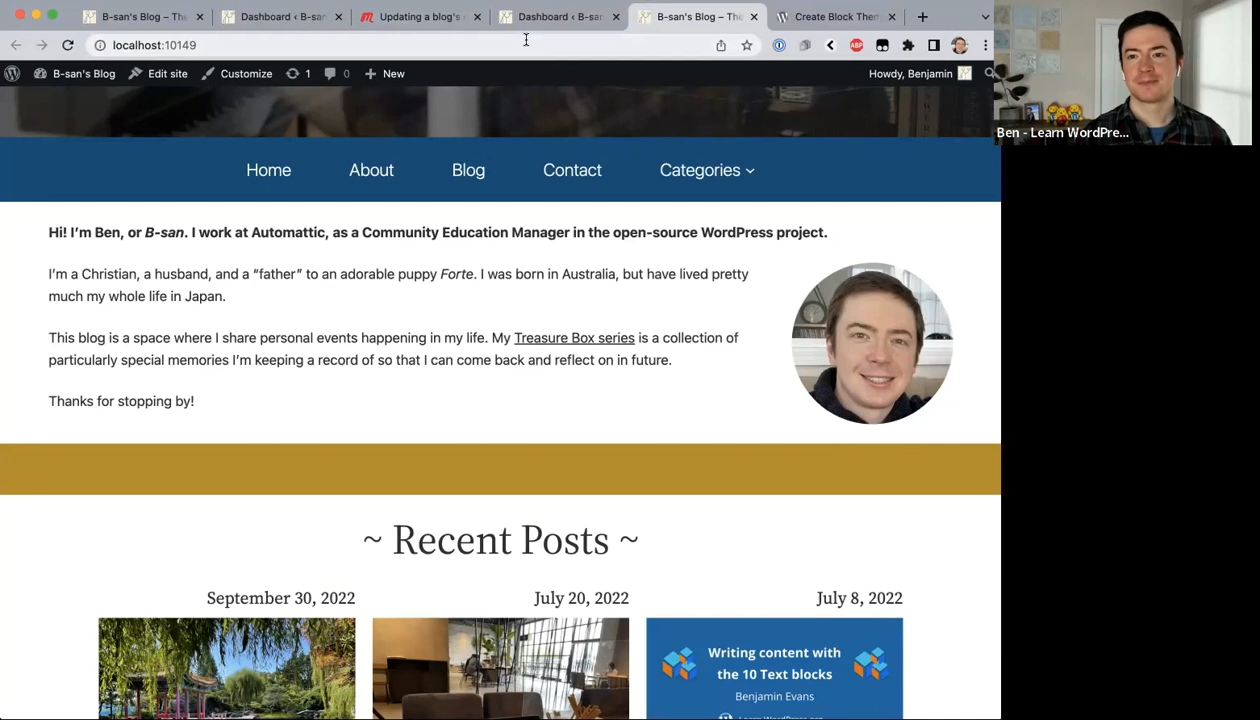 B-san's Blog – The
Dashboard ‹ B-san
Updating a blog's
Dashboard ‹ B-san
B-san's Blog – The
Create Block Them
localhost:10149
ABP
B-san's Blog
Edit site
Customize
1
0
New
Howdy, Benjamin
Ben - Learn WordPre...
Home
About
Blog
Contact
Categories
Hi! I'm Ben, or B-san. I work at Automattic, as a Community Education Manager in the open-source WordPress project.
I'm a Christian, a husband, and a “father” to an adorable puppy Forte. I was born in Australia, but have lived pretty
much my whole life in Japan.
This blog is a space where I share personal events happening in my life. My Treasure Box series is a collection of
particularly special memories I'm keeping a record of so that I can come back and reflect on in future.
Thanks for stopping by!
~ Recent Posts ~
September 30, 2022
July 20, 2022
July 8, 2022
Writing content with
the 10 Text blocks
Benjamin Evans
Learn WordPress.org